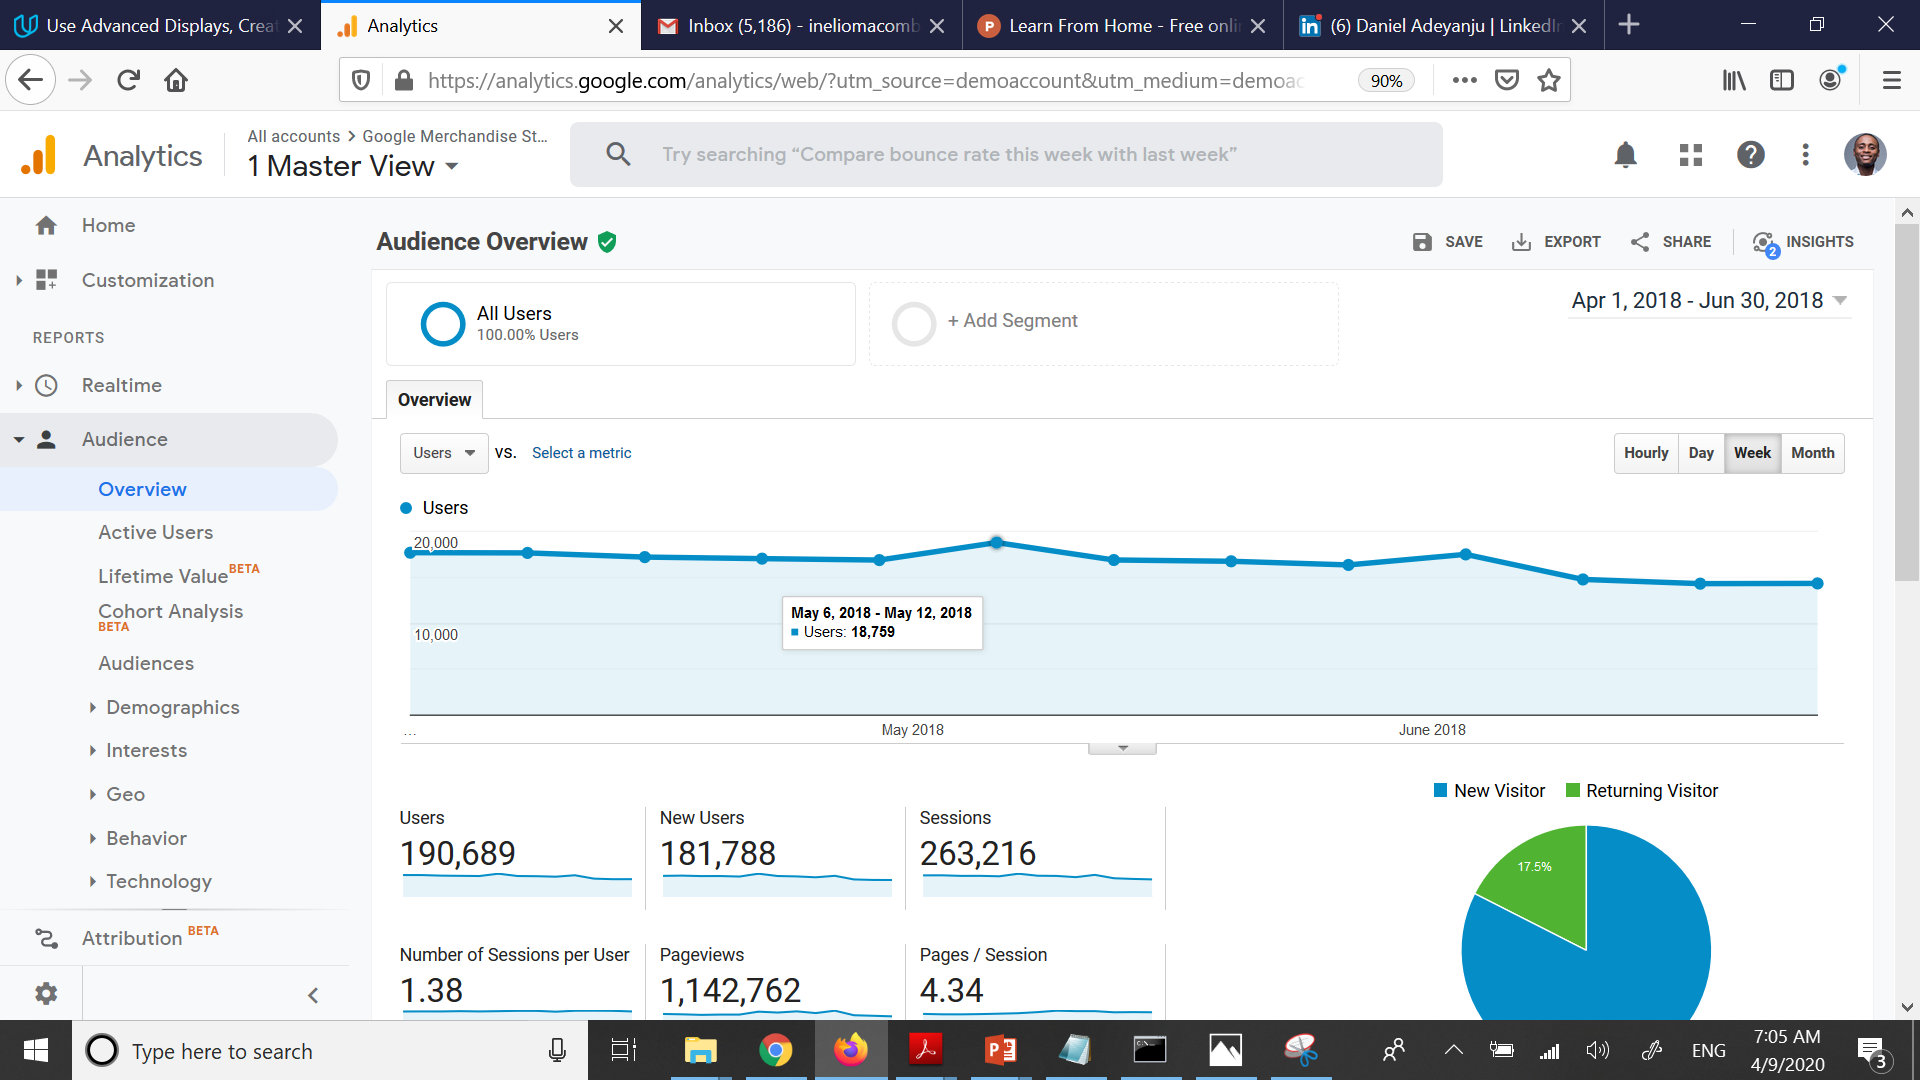 Use Advanced Displays, Crea
Analytics
Inbox (5,186) - ineliomacomb
Learn From Home - Free onli
(6) Daniel Adeyanju | LinkedIn
https://analytics.google.com/analytics/web/?utm_source=demoaccount&utm_medium=demoac
90%
Analytics
All accounts > Google Merchandise St...
1 Master View
Try searching “Compare bounce rate this week with last week”
Home
Customization
REPORTS
Realtime
Audience
Overview
Active Users
Lifetime Value BETA
Cohort Analysis
BETA
Audiences
Demographics
Interests
Geo
Behavior
Technology
Attribution BETA
Audience Overview
SAVE
EXPORT
SHARE
2
INSIGHTS
All Users
100.00% Users
+ Add Segment
Apr 1, 2018 - Jun 30, 2018
Overview
Users
VS.
Select a metric
Hourly
Day
Week
Month
Users
20,000
10,000
May 6, 2018 - May 12, 2018
Users: 18,759
...
May 2018
June 2018
Users
190,689
New Users
181,788
Sessions
263,216
Number of Sessions per User
1.38
Pageviews
1,142,762
Pages / Session
4.34
New Visitor
Returning Visitor
17.5%
Type here to search
ENG
7:05 AM
4/9/2020
3